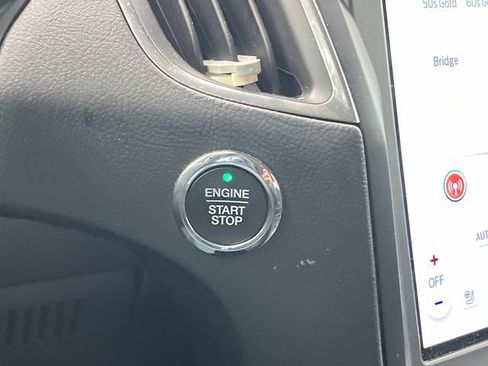 50s Gold
60s G
Bridge
ENGINE
START
STOP
AUT
+
OFF
-